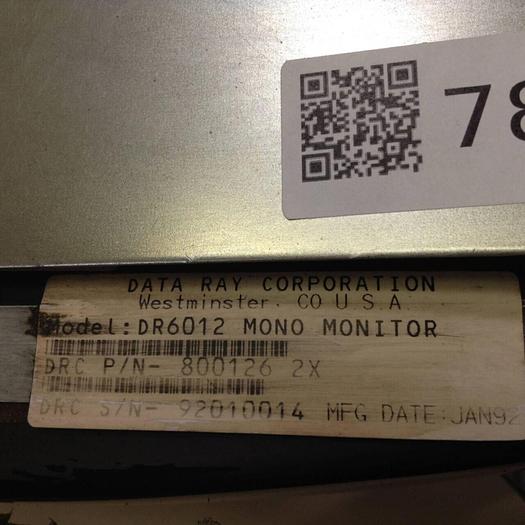 78
DATA RAY CORPORATION
Westminster. CO U S A.
Model: DR6012 MONO MONITOR
DRC P/N- 800126 2X
DRC S/N- 92010014 MFG DATE: JAN92